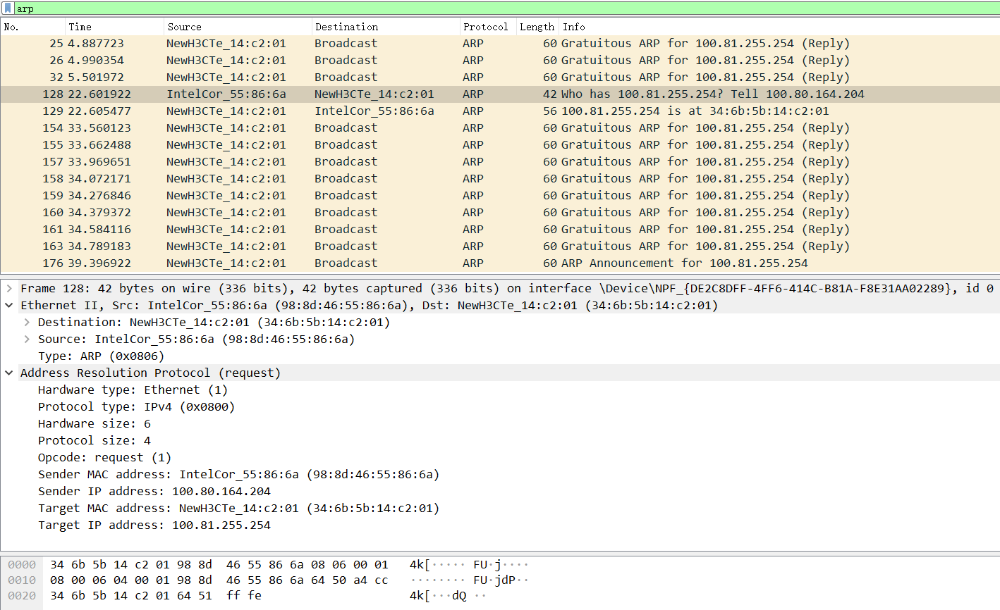 arp
No. Time Source Destination Protocol Length Info
25 4.887723 NewH3CTe_14:c2:01 Broadcast ARP 60 Gratuitous ARP for 100.81.255.254 (Reply)
26 4.990354 NewH3CTe_14:c2:01 Broadcast ARP 60 Gratuitous ARP for 100.81.255.254 (Reply)
32 5.501972 NewH3CTe_14:c2:01 Broadcast ARP 60 Gratuitous ARP for 100.81.255.254 (Reply)
128 22.601922 IntelCor_55:86:6a NewH3CTe_14:c2:01 ARP 42 Who has 100.81.255.254? Tell 100.80.164.204
129 22.605477 NewH3CTe_14:c2:01 IntelCor_55:86:6a ARP 56 100.81.255.254 is at 34:6b:5b:14:c2:01
154 33.560123 NewH3CTe_14:c2:01 Broadcast ARP 60 Gratuitous ARP for 100.81.255.254 (Reply)
155 33.662488 NewH3CTe_14:c2:01 Broadcast ARP 60 Gratuitous ARP for 100.81.255.254 (Reply)
157 33.969651 NewH3CTe_14:c2:01 Broadcast ARP 60 Gratuitous ARP for 100.81.255.254 (Reply)
158 34.072171 NewH3CTe_14:c2:01 Broadcast ARP 60 Gratuitous ARP for 100.81.255.254 (Reply)
159 34.276846 NewH3CTe_14:c2:01 Broadcast ARP 60 Gratuitous ARP for 100.81.255.254 (Reply)
160 34.379372 NewH3CTe_14:c2:01 Broadcast ARP 60 Gratuitous ARP for 100.81.255.254 (Reply)
161 34.584116 NewH3CTe_14:c2:01 Broadcast ARP 60 Gratuitous ARP for 100.81.255.254 (Reply)
163 34.789183 NewH3CTe_14:c2:01 Broadcast ARP 60 Gratuitous ARP for 100.81.255.254 (Reply)
176 39.396922 NewH3CTe_14:c2:01 Broadcast ARP 60 ARP Announcement for 100.81.255.254
Frame 128: 42 bytes on wire (336 bits), 42 bytes captured (336 bits) on interface \Device\NPF_{DE2C8DFF-4FF6-414C-B81A-F8E31AA02289}, id 0
Ethernet II, Src: IntelCor_55:86:6a (98:8d:46:55:86:6a), Dst: NewH3CTe_14:c2:01 (34:6b:5b:14:c2:01)
Destination: NewH3CTe_14:c2:01 (34:6b:5b:14:c2:01)
Source: IntelCor_55:86:6a (98:8d:46:55:86:6a)
Type: ARP (0x0806)
Address Resolution Protocol (request)
Hardware type: Ethernet (1)
Protocol type: IPv4 (0x0800)
Hardware size: 6
Protocol size: 4
Opcode: request (1)
Sender MAC address: IntelCor_55:86:6a (98:8d:46:55:86:6a)
Sender IP address: 100.80.164.204
Target MAC address: NewH3CTe_14:c2:01 (34:6b:5b:14:c2:01)
Target IP address: 100.81.255.254
0000 34 6b 5b 14 c2 01 98 8d 46 55 86 6a 08 06 00 01 4k[····· FU·j····
0010 08 00 06 04 00 01 98 8d 46 55 86 6a 64 50 a4 cc ········ FU·jdP··
0020 34 6b 5b 14 c2 01 64 51 ff fe 4k[···dQ ··